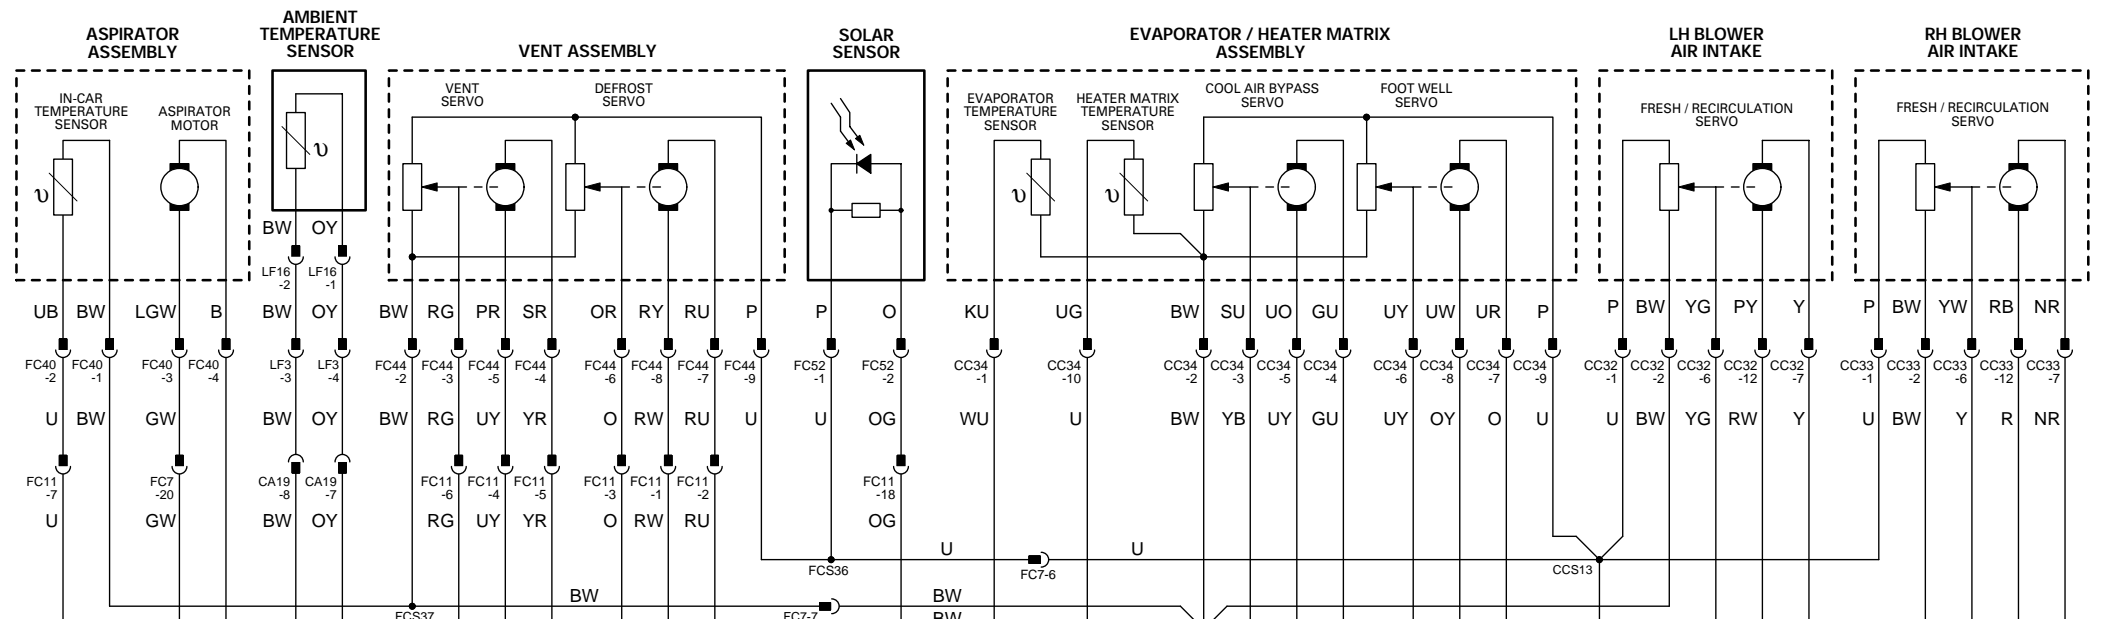 ASPIRATOR
ASSEMBLY
AMBIENT
TEMPERATURE
SENSOR
VENT ASSEMBLY
SOLAR
SENSOR
EVAPORATOR / HEATER MATRIX
ASSEMBLY
LH BLOWER
AIR INTAKE
RH BLOWER
AIR INTAKE
IN-CAR
TEMPERATURE
SENSOR
ASPIRATOR
MOTOR
VENT
SERVO
DEFROST
SERVO
EVAPORATOR
TEMPERATURE
SENSOR
HEATER MATRIX
TEMPERATURE
SENSOR
COOL AIR BYPASS
SERVO
FOOT WELL
SERVO
FRESH / RECIRCULATION
SERVO
FRESH / RECIRCULATION
SERVO
υ υ υ υ
BW OY
LF16 LF16
-2 -1
UB BW LGW B BW OY BW RG PR SR OR RY RU P P O KU UG BW SU UO GU UY UW UR P P BW YG PY Y P BW YW RB NR
FC40 FC40 FC40 FC40 LF3 LF3 FC44 FC44 FC44 FC44 FC44 FC44 FC44 FC44 FC52 FC52 CC34 CC34 CC34 CC34 CC34 CC34 CC34 CC34 CC34 CC34 CC32 CC32 CC32 CC32 CC32 CC33 CC33 CC33 CC33 CC33
-2 -1 -3 -4 -3 -4 -2 -3 -5 -4 -6 -8 -7 -9 -1 -2 -1 -10 -2 -3 -5 -4 -6 -8 -7 -9 -1 -2 -6 -12 -7 -1 -2 -6 -12 -7
U BW GW BW OY BW RG UY YR O RW RU U U OG WU U BW YB UY GU UY OY O U U BW YG RW Y U BW Y R NR
FC11 FC7 CA19 CA19 FC11 FC11 FC11 FC11 FC11 FC11 FC11
-7 -20 -8 -7 -6 -4 -5 -3 -1 -2 -18
U GW BW OY RG UY YR O RW RU OG
U U
FCS36 FC7-6 CCS13
BW BW
FCS37 FC7-7 BW